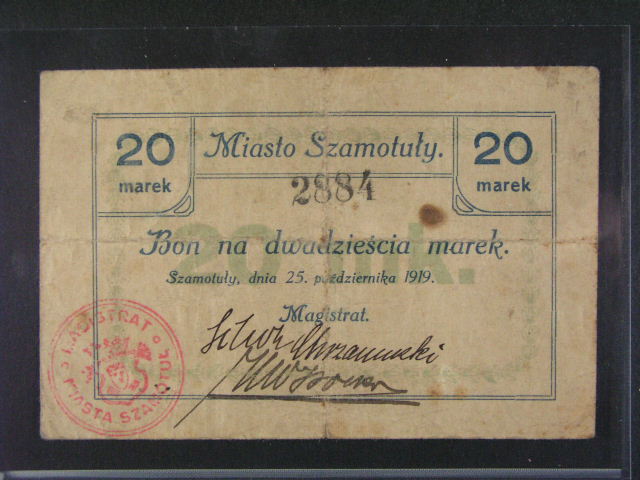 20 marek
Miasto Szamotuły.
20 marek
2884
Bon na dwadzieścia marek.
Szamotuły, dnia 25. października 1919.
Magistrat.
Chrzanowski
MAGISTRAT
MIASTA SZAMOTUŁ